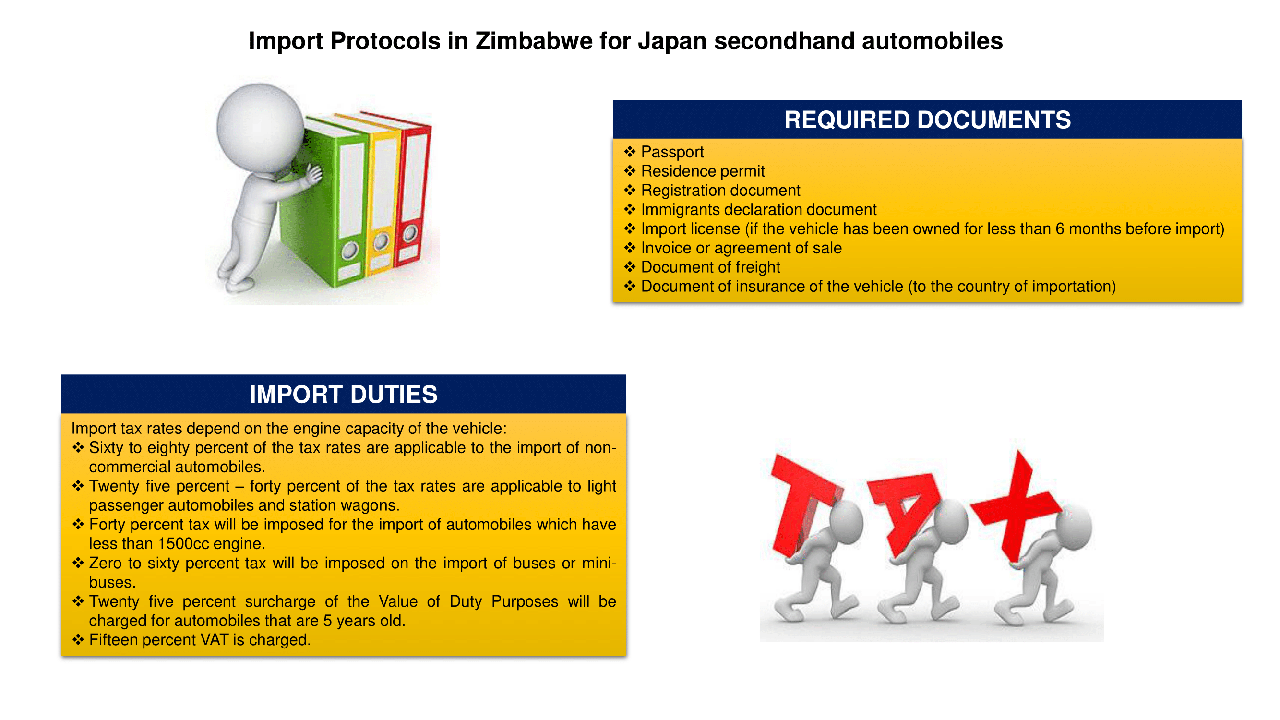 Import Protocols in Zimbabwe for Japan secondhand automobiles
REQUIRED DOCUMENTS
❖ Passport
❖ Residence permit
❖ Registration document
❖ Immigrants declaration document
❖ Import license (if the vehicle has been owned for less than 6 months before import)
❖ Invoice or agreement of sale
❖ Document of freight
❖ Document of insurance of the vehicle (to the country of importation)
IMPORT DUTIES
Import tax rates depend on the engine capacity of the vehicle:
❖ Sixty to eighty percent of the tax rates are applicable to the import of non-
commercial automobiles.
❖ Twenty five percent – forty percent of the tax rates are applicable to light
passenger automobiles and station wagons.
❖ Forty percent tax will be imposed for the import of automobiles which have
less than 1500cc engine.
❖ Zero to sixty percent tax will be imposed on the import of buses or mini-
buses.
❖ Twenty five percent surcharge of the Value of Duty Purposes will be
charged for automobiles that are 5 years old.
❖ Fifteen percent VAT is charged.
TAX